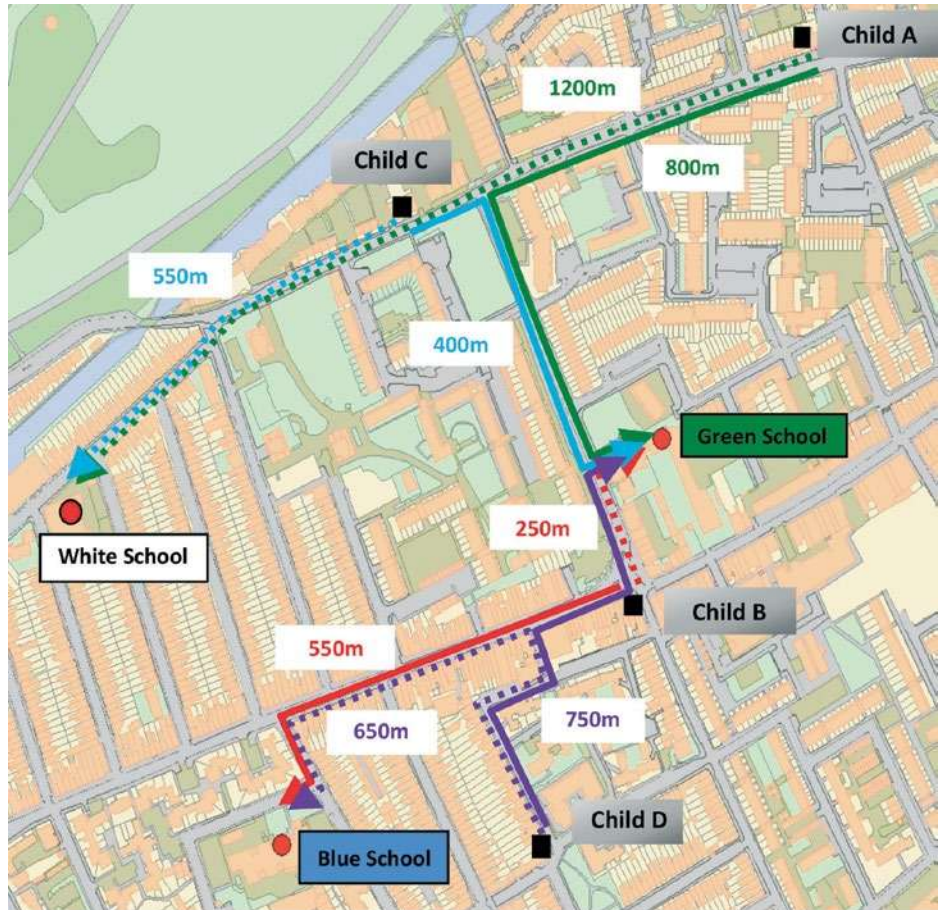 Child A
1200m
Child C
800m
550m
400m
Green School
250m
White School
Child B
550m
650m
750m
Child D
Blue School